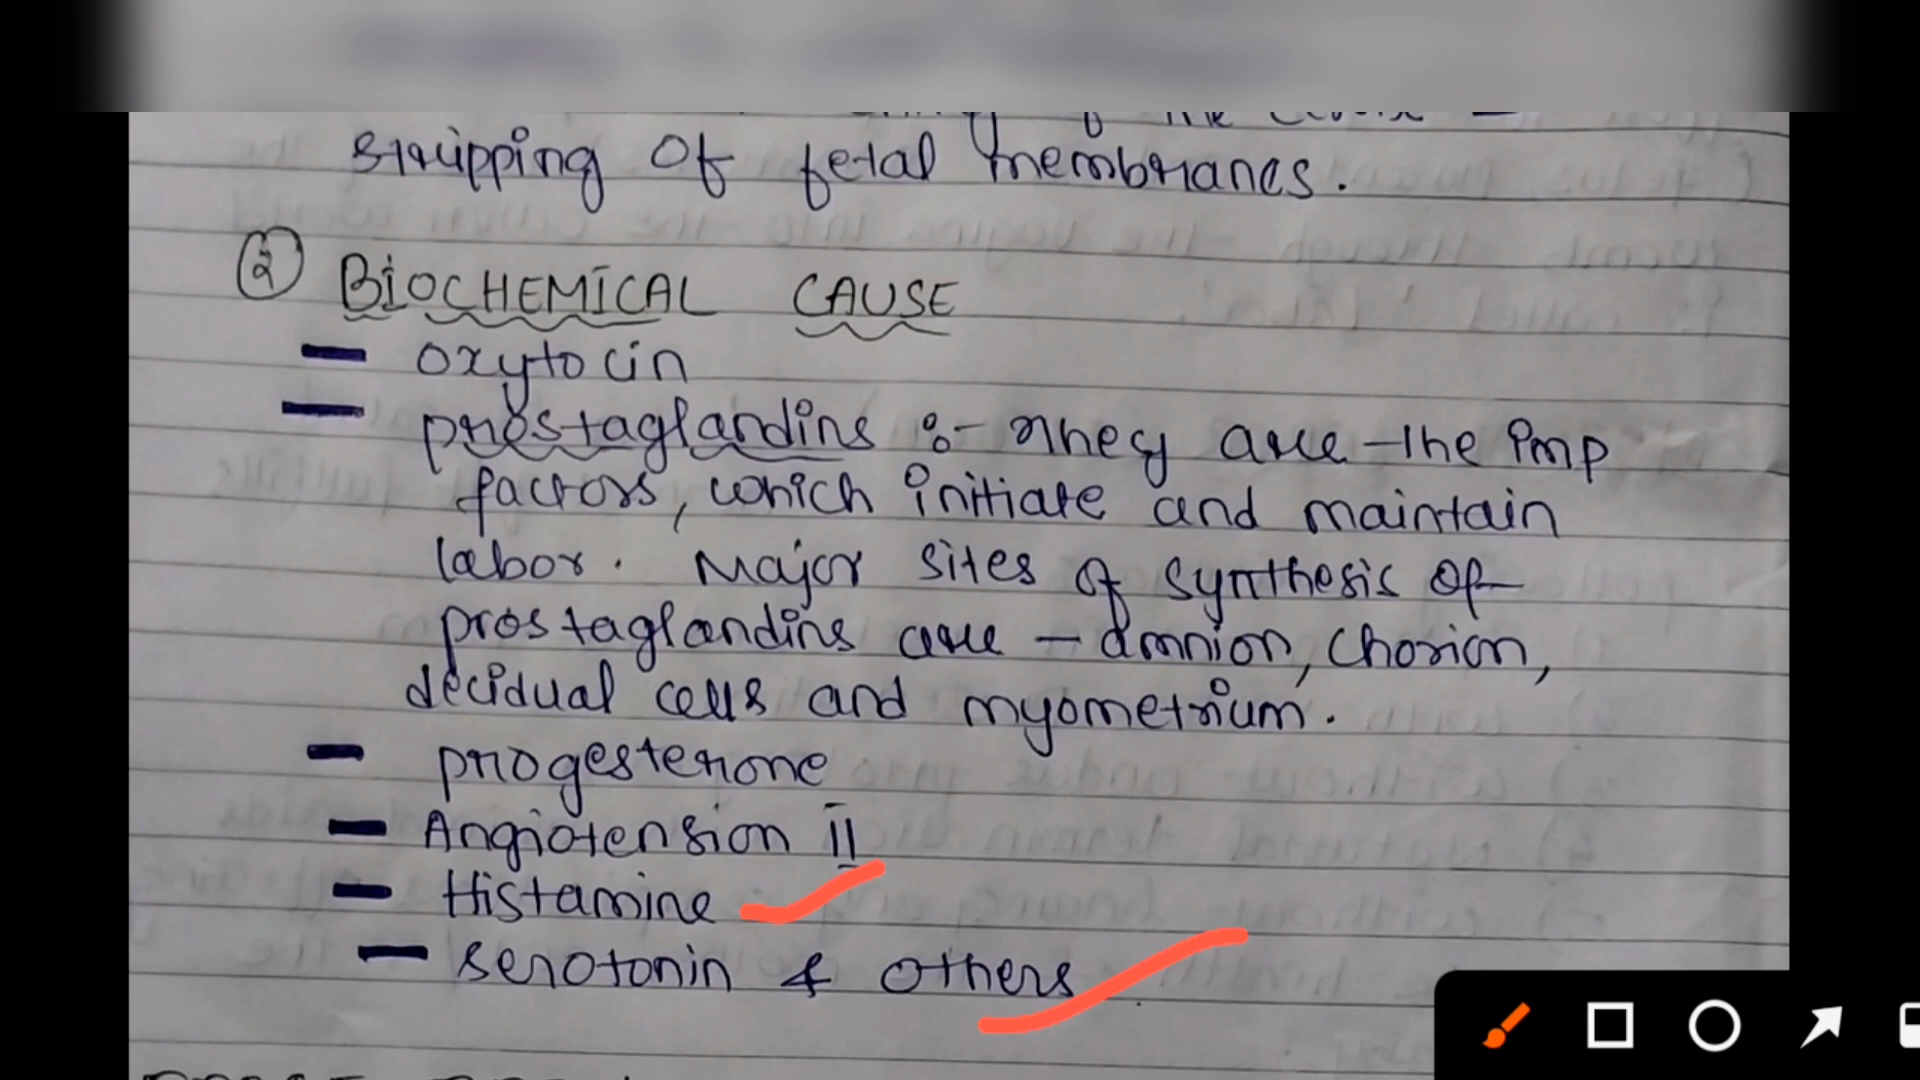 stripping of fetal membranes.
② BIOCHEMICAL CAUSE
— oxytocin
— prostaglandins :- They are the imp
factors, which initiate and maintain
labor. Major sites of synthesis of
prostaglandins are - amnion, chorion,
decidual cells and myometrium.
— progesterone
— Angiotension II
— Histamine
— serotonin & others